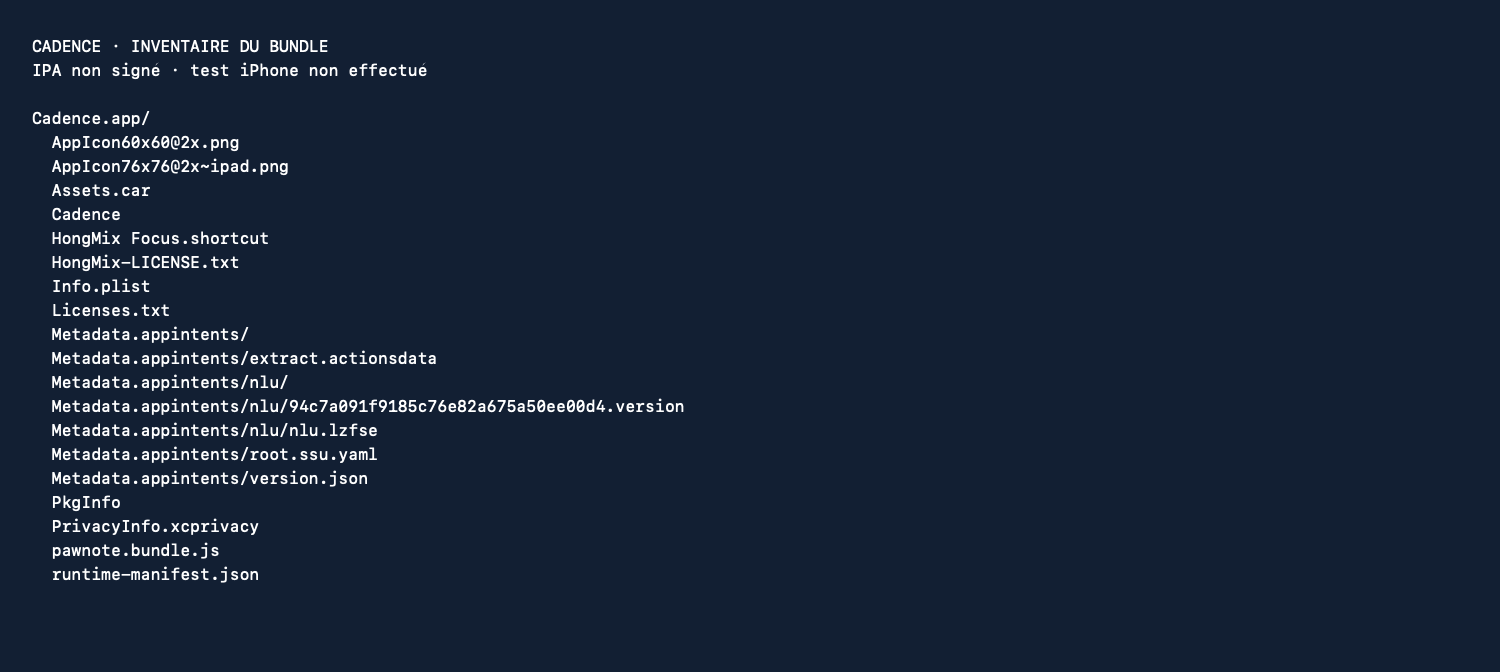 CADENCE · INVENTAIRE DU BUNDLE
IPA non signé · test iPhone non effectué
Cadence.app/
AppIcon60x60@2x.png
AppIcon76x76@2x~ipad.png
Assets.car
Cadence
HongMix Focus.shortcut
HongMix-LICENSE.txt
Info.plist
Licenses.txt
Metadata.appintents/
Metadata.appintents/extract.actionsdata
Metadata.appintents/nlu/
Metadata.appintents/nlu/94c7a091f9185c76e82a675a50ee00d4.version
Metadata.appintents/nlu/nlu.lzfse
Metadata.appintents/root.ssu.yaml
Metadata.appintents/version.json
PkgInfo
PrivacyInfo.xcprivacy
pawnote.bundle.js
runtime-manifest.json